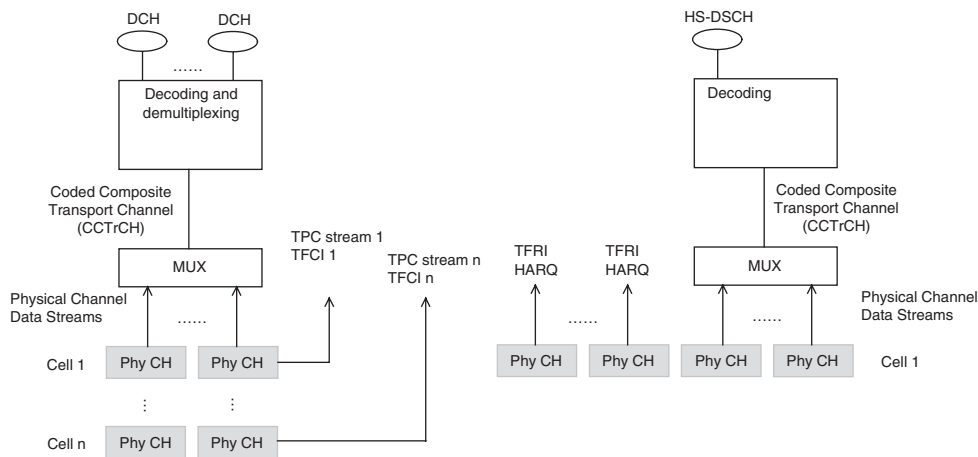 DCH
DCH
......
Decoding and
demultiplexing
Coded Composite
Transport Channel
(CCTrCH)
MUX
TPC stream 1
TFCI 1
TPC stream n
TFCI n
Physical Channel
Data Streams
......
Cell 1
Phy CH
Phy CH
...
...
Cell n
Phy CH
Phy CH
HS-DSCH
Decoding
Coded Composite
Transport Channel
(CCTrCH)
TFRI
HARQ
TFRI
HARQ
MUX
Physical Channel
Data Streams
......
......
Phy CH
Phy CH
Phy CH
Phy CH
Cell 1